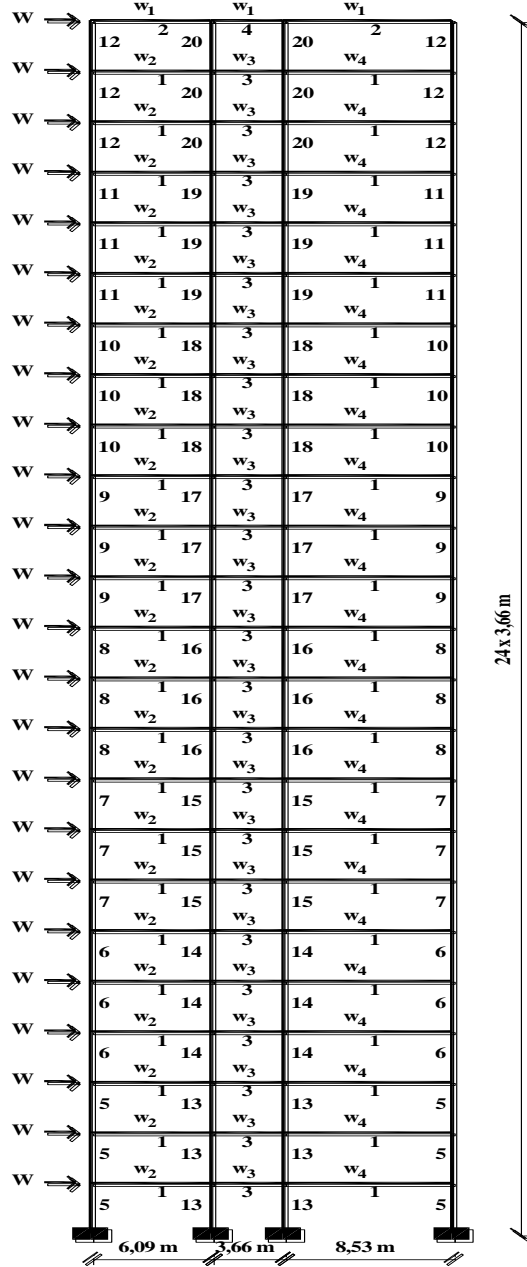 w₁ w₁ w₁
W
2 4 2
12 20 20 12
w₂ w₃ w₄
W
1 3 1
12 20 20 12
w₂ w₃ w₄
W
1 3 1
12 20 20 12
w₂ w₃ w₄
W
1 3 1
11 19 19 11
w₂ w₃ w₄
W
1 3 1
11 19 19 11
w₂ w₃ w₄
W
1 3 1
11 19 19 11
w₂ w₃ w₄
W
1 3 1
10 18 18 10
w₂ w₃ w₄
W
1 3 1
10 18 18 10
w₂ w₃ w₄
W
1 3 1
10 18 18 10
w₂ w₃ w₄
W
1 3 1
9 17 17 9
w₂ w₃ w₄
W
1 3 1
9 17 17 9
w₂ w₃ w₄
W
1 3 1
9 17 17 9
w₂ w₃ w₄
W
1 3 1
8 16 16 8
w₂ w₃ w₄
W
1 3 1
8 16 16 8
w₂ w₃ w₄
W
1 3 1
8 16 16 8
w₂ w₃ w₄
W
1 3 1
7 15 15 7
w₂ w₃ w₄
W
1 3 1
7 15 15 7
w₂ w₃ w₄
W
1 3 1
7 15 15 7
w₂ w₃ w₄
W
1 3 1
6 14 14 6
w₂ w₃ w₄
W
1 3 1
6 14 14 6
w₂ w₃ w₄
W
1 3 1
6 14 14 6
w₂ w₃ w₄
W
1 3 1
5 13 13 5
w₂ w₃ w₄
W
1 3 1
5 13 13 5
w₂ w₃ w₄
W
1 3 1
5 13 13 5
6,09 m 3,66 m 8,53 m
24 x 3,66 m